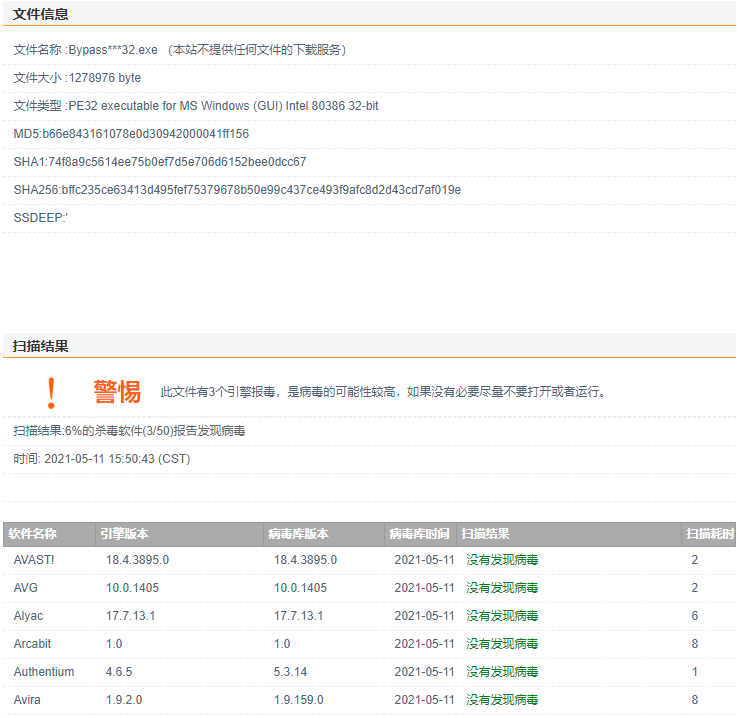 文件信息
文件名称 :Bypass***32.exe （本站不提供任何文件的下载服务）
文件大小 :1278976 byte
文件类型 :PE32 executable for MS Windows (GUI) Intel 80386 32-bit
MD5:b66e843161078e0d30942000041ff156
SHA1:74f8a9c5614ee75b0ef7d5e706d6152bee0dcc67
SHA256:bffc235ce63413d495fef75379678b50e99c437ce493f9afc8d2d43cd7af019e
SSDEEP:'
扫描结果
！ 警惕 此文件有3个引擎报毒，是病毒的可能性较高，如果没有必要尽量不要打开或者运行。
扫描结果:6%的杀毒软件(3/50)报告发现病毒
时间: 2021-05-11 15:50:43 (CST)
软件名称 引擎版本 病毒库版本 病毒库时间 扫描结果 扫描耗时
AVAST! 18.4.3895.0 18.4.3895.0 2021-05-11 没有发现病毒 2
AVG 10.0.1405 10.0.1405 2021-05-11 没有发现病毒 2
Alyac 17.7.13.1 17.7.13.1 2021-05-11 没有发现病毒 6
Arcabit 1.0 1.0 2021-05-11 没有发现病毒 8
Authentium 4.6.5 5.3.14 2021-05-11 没有发现病毒 1
Avira 1.9.2.0 1.9.159.0 2021-05-11 没有发现病毒 8